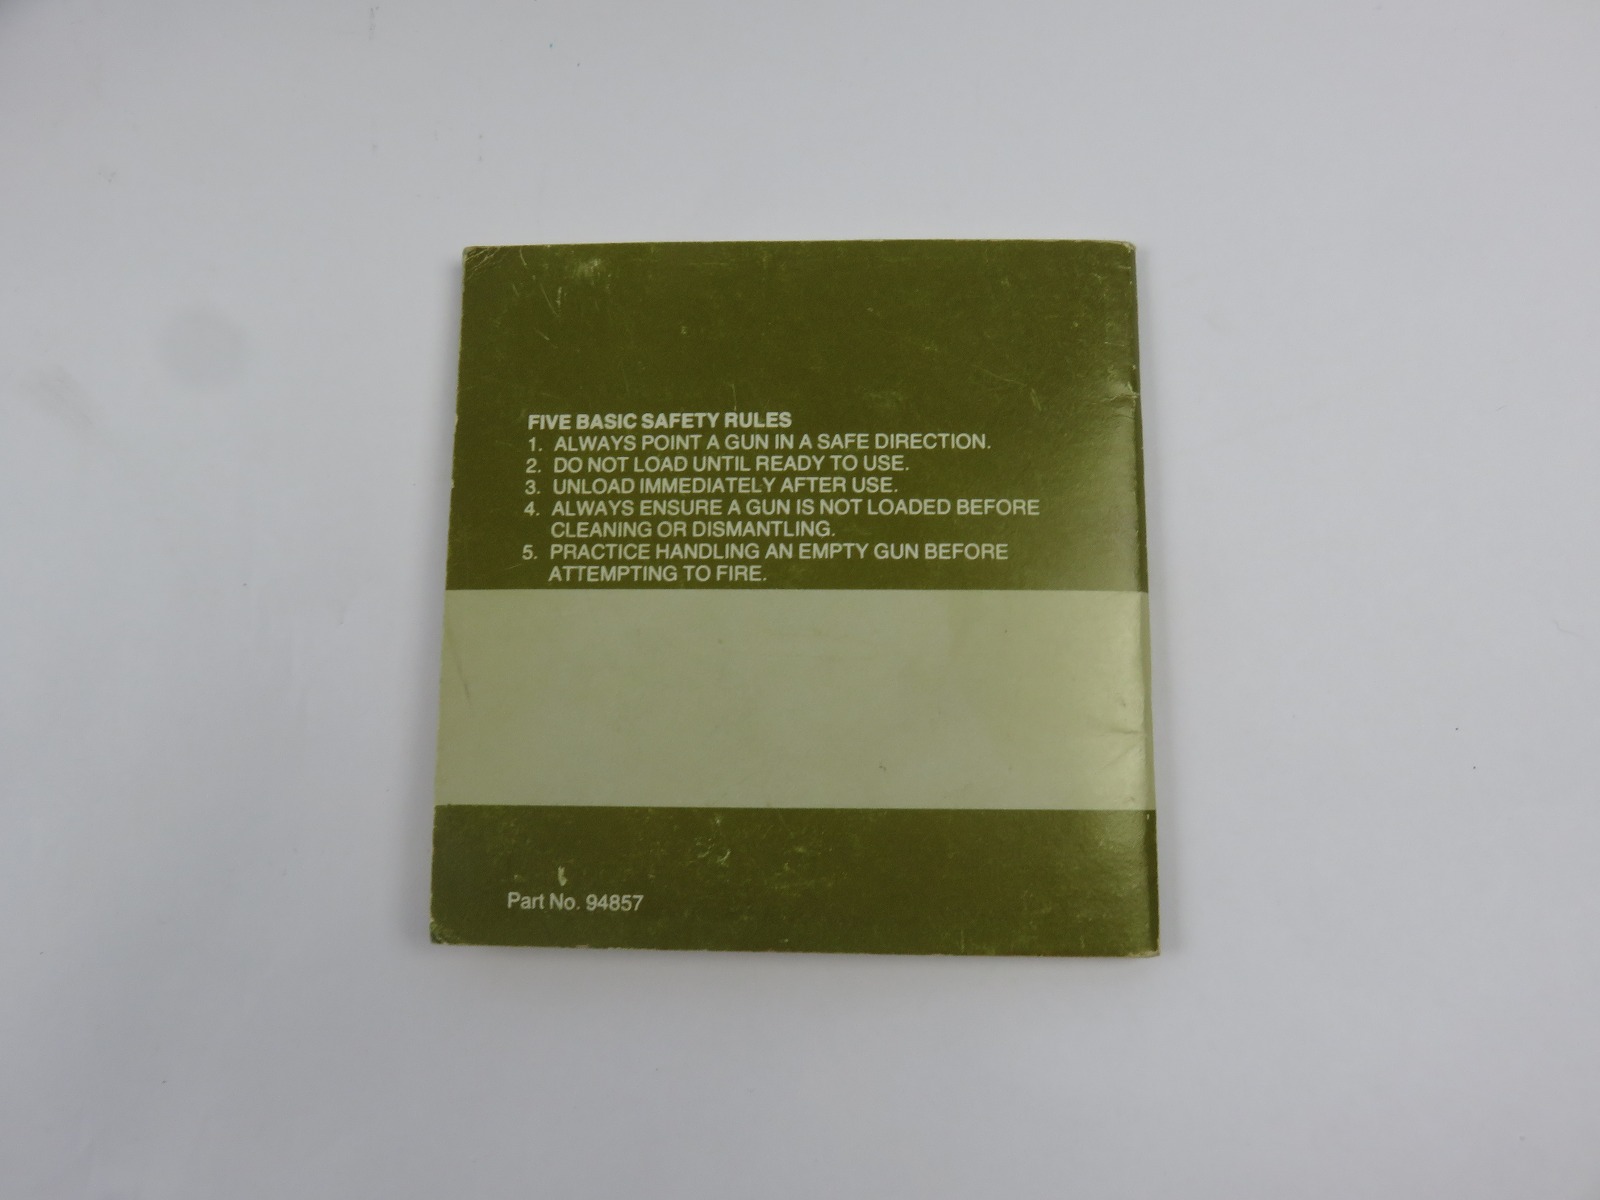 FIVE BASIC SAFETY RULES
1. ALWAYS POINT A GUN IN A SAFE DIRECTION.
2. DO NOT LOAD UNTIL READY TO USE.
3. UNLOAD IMMEDIATELY AFTER USE.
4. ALWAYS ENSURE A GUN IS NOT LOADED BEFORE
CLEANING OR DISMANTLING.
5. PRACTICE HANDLING AN EMPTY GUN BEFORE
ATTEMPTING TO FIRE.
Part No. 94857